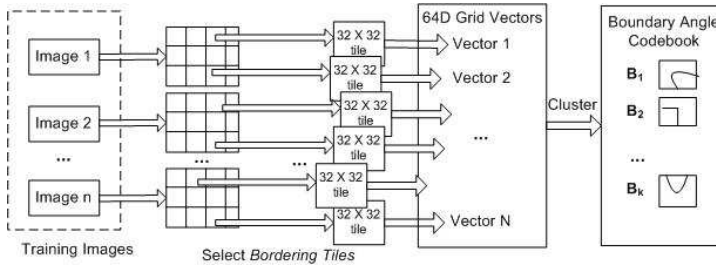 Image 1
Image 2
...
Image n
Training Images
...
32 X 32
tile
32 X 32
tile
32 X 32
tile
32 X 32
tile
...
32 X 32
tile
32 X 32
tile
Select Bordering Tiles
64D Grid Vectors
Vector 1
Vector 2
...
Vector N
Cluster
Boundary Angle
Codebook
B1
B2
...
Bk